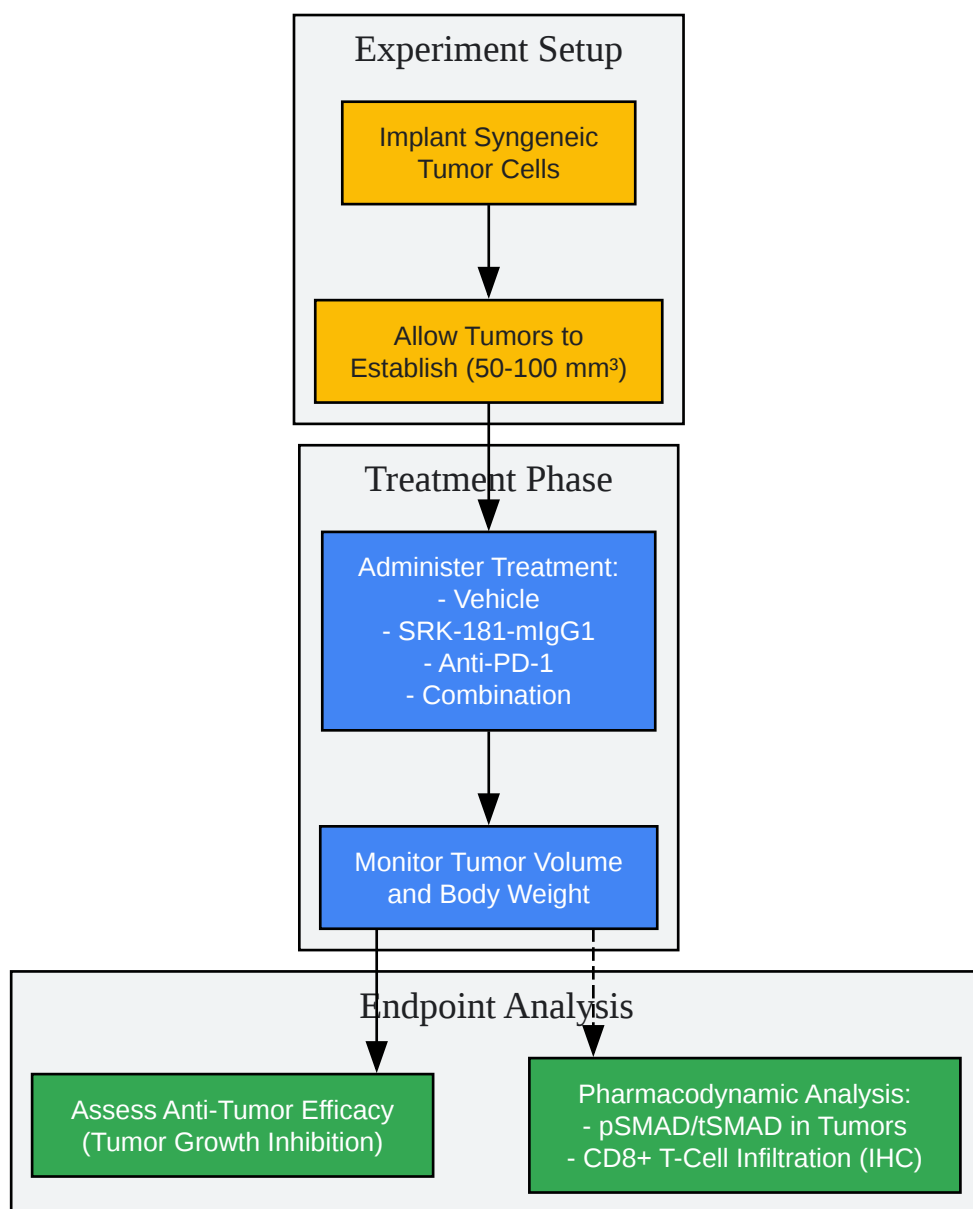 Experiment Setup
Implant Syngeneic
Tumor Cells
Allow Tumors to
Establish (50-100 mm³)
Treatment Phase
Administer Treatment:
- Vehicle
- SRK-181-mIgG1
- Anti-PD-1
- Combination
Monitor Tumor Volume
and Body Weight
Endpoint Analysis
Assess Anti-Tumor Efficacy
(Tumor Growth Inhibition)
Pharmacodynamic Analysis:
- pSMAD/tSMAD in Tumors
- CD8+ T-Cell Infiltration (IHC)